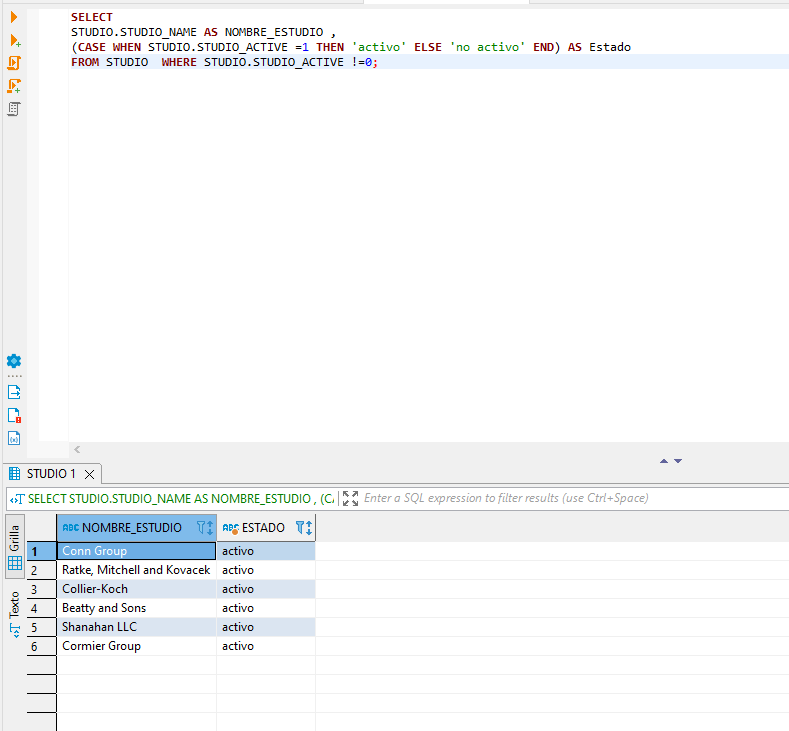 SELECT
STUDIO.STUDIO_NAME AS NOMBRE_ESTUDIO ,
(CASE WHEN STUDIO.STUDIO_ACTIVE =1 THEN 'activo' ELSE 'no activo' END) AS Estado
FROM STUDIO  WHERE STUDIO.STUDIO_ACTIVE !=0;
STUDIO 1
SELECT STUDIO.STUDIO_NAME AS NOMBRE_ESTUDIO , (CA Enter a SQL expression to filter results (use Ctrl+Space)
Grilla
Texto
ABC NOMBRE_ESTUDIO ABC ESTADO
1 Conn Group activo
2 Ratke, Mitchell and Kovacek activo
3 Collier-Koch activo
4 Beatty and Sons activo
5 Shanahan LLC activo
6 Cormier Group activo